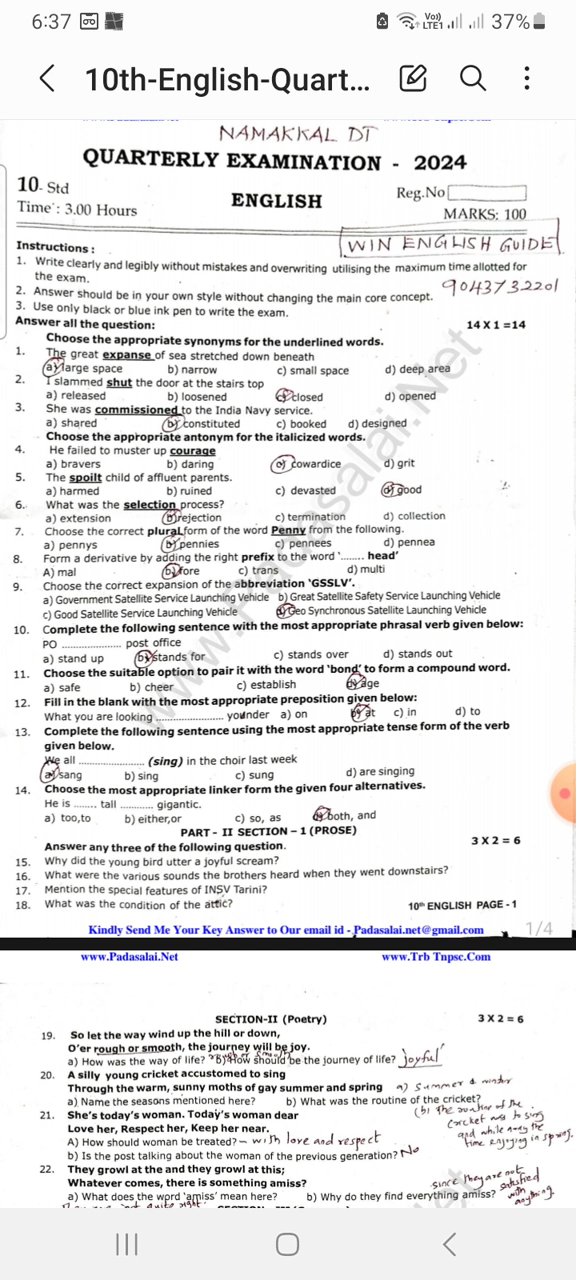 6:37 Vo) LTE1 37%
10th-English-Quart...
NAMAKKAL DT
QUARTERLY EXAMINATION - 2024
10- Std
Reg.No
ENGLISH
Time : 3.00 Hours
MARKS: 100
WIN ENGLISH GUIDE
Instructions :
1. Write clearly and legibly without mistakes and overwriting utilising the maximum time allotted for
the exam.
9043732201
2. Answer should be in your own style without changing the main core concept.
3. Use only black or blue ink pen to write the exam.
Answer all the question: 14 X 1 =14
Choose the appropriate synonyms for the underlined words.
1. The great expanse of sea stretched down beneath
a) large space b) narrow c) small space d) deep area
2. I slammed shut the door at the stairs top
a) released b) loosened c) closed d) opened
3. She was commissioned to the India Navy service.
a) shared b) constituted c) booked d) designed
Choose the appropriate antonym for the italicized words.
4. He failed to muster up courage
a) bravers b) daring c) cowardice d) grit
5. The spoilt child of affluent parents.
a) harmed b) ruined c) devasted d) good
6. What was the selection process?
a) extension b) rejection c) termination d) collection
7. Choose the correct plural form of the word Penny from the following.
a) pennys b) pennies c) pennees d) pennea
8. Form a derivative by adding the right prefix to the word '....... head'
A) mal b) fore c) trans d) multi
9. Choose the correct expansion of the abbreviation 'GSSLV'.
a) Government Satellite Service Launching Vehicle b) Great Satellite Safety Service Launching Vehicle
c) Good Satellite Service Launching Vehicle d) Geo Synchronous Satellite Launching Vehicle
10. Complete the following sentence with the most appropriate phrasal verb given below:
PO .................... post office
a) stand up b) stands for c) stands over d) stands out
11. Choose the suitable option to pair it with the word 'bond' to form a compound word.
a) safe b) cheer c) establish d) age
12. Fill in the blank with the most appropriate preposition given below:
What you are looking ...................... younder a) on b) at c) in d) to
13. Complete the following sentence using the most appropriate tense form of the verb
given below.
We all ...................... (sing) in the choir last week
a) sang b) sing c) sung d) are singing
14. Choose the most appropriate linker form the given four alternatives.
He is ....... tall ........... gigantic.
a) too,to b) either,or c) so, as d) both, and
PART - II SECTION - 1 (PROSE)
Answer any three of the following question. 3 X 2 = 6
15. Why did the young bird utter a joyful scream?
16. What were the various sounds the brothers heard when they went downstairs?
17. Mention the special features of INSV Tarini?
18. What was the condition of the attic?
10th ENGLISH PAGE - 1
Kindly Send Me Your Key Answer to Our email id - Padasalai.net@gmail.com
1/4
www.Padasalai.Net www.Trb Tnpsc.Com
SECTION-II (Poetry) 3 X 2 = 6
19. So let the way wind up the hill or down,
O'er rough or smooth, the journey will be joy.
a) How was the way of life? rough or smooth b) How should be the journey of life? joyful
20. A silly young cricket accustomed to sing
Through the warm, sunny moths of gay summer and spring a) Summer & winter
a) Name the seasons mentioned here? b) What was the routine of the cricket?
(b) The routine of the
cricket was to sing
and while away the
time enjoying in spring.
21. She's today's woman. Today's woman dear
Love her, Respect her, Keep her near.
A) How should woman be treated? - with love and respect
b) Is the post talking about the woman of the previous generation? No
22. They growl at the and they growl at this;
Whatever comes, there is something amiss?
since they are not
satisfied
with
anything.
a) What does the word 'amiss' mean here? b) Why do they find everything amiss?